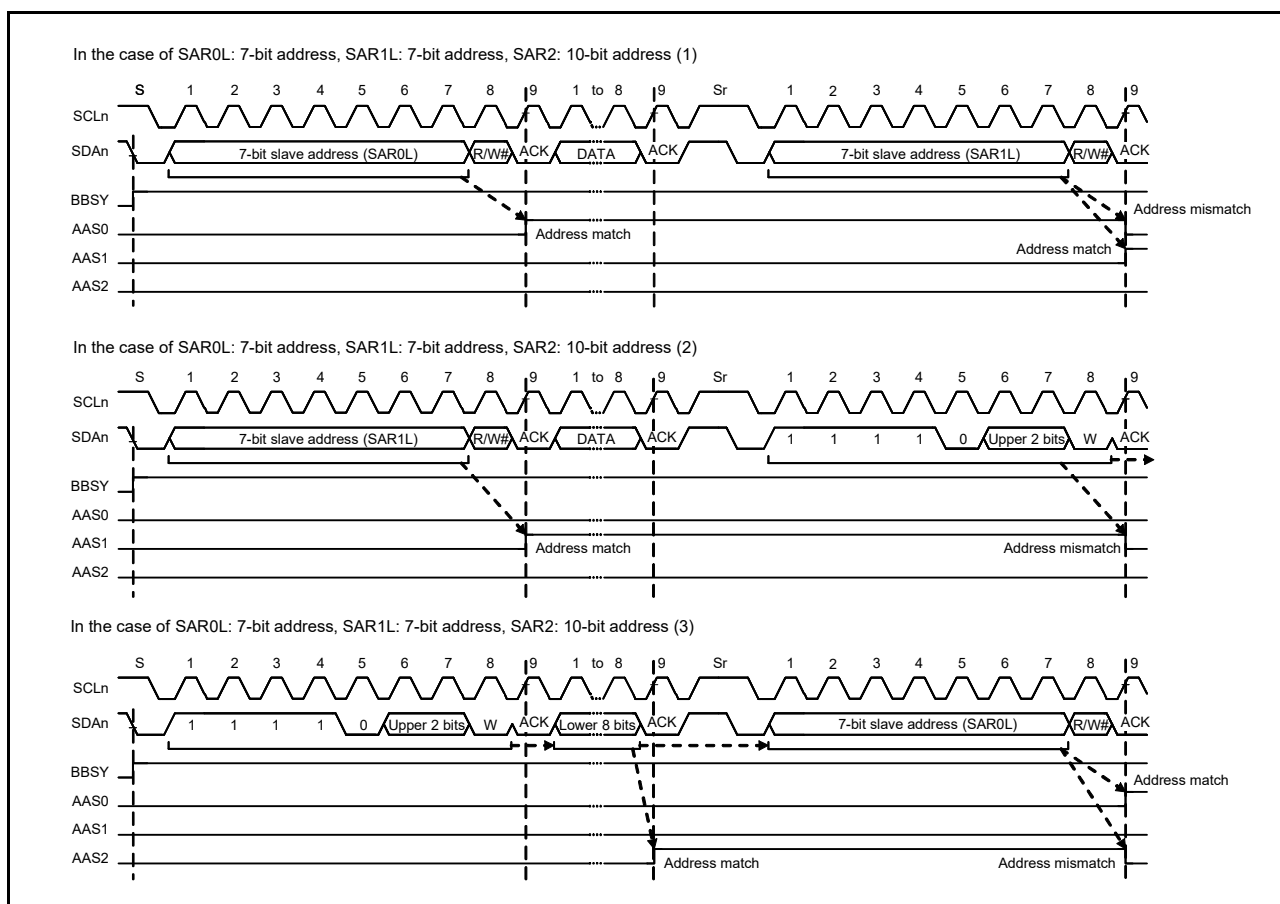 In the case of SAR0L: 7-bit address, SAR1L: 7-bit address, SAR2: 10-bit address (1)
S 1 2 3 4 5 6 7 8 9 1 to 8 9 Sr 1 2 3 4 5 6 7 8 9
SCLn
SDAn 7-bit slave address (SAR0L) R/W# ACK DATA ACK 7-bit slave address (SAR1L) R/W# ACK
BBSY
Address mismatch
AAS0 Address match
Address match
AAS1
AAS2
In the case of SAR0L: 7-bit address, SAR1L: 7-bit address, SAR2: 10-bit address (2)
S 1 2 3 4 5 6 7 8 9 1 to 8 9 Sr 1 2 3 4 5 6 7 8 9
SCLn
SDAn 7-bit slave address (SAR1L) R/W# ACK DATA ACK 1 1 1 1 0 Upper 2 bits W ACK
BBSY
AAS0
AAS1 Address match Address mismatch
AAS2
In the case of SAR0L: 7-bit address, SAR1L: 7-bit address, SAR2: 10-bit address (3)
S 1 2 3 4 5 6 7 8 9 1 to 8 9 Sr 1 2 3 4 5 6 7 8 9
SCLn
SDAn 1 1 1 1 0 Upper 2 bits W ACK Lower 8 bits ACK 7-bit slave address (SAR0L) R/W# ACK
BBSY
Address match
AAS0
AAS1
AAS2 Address match Address mismatch